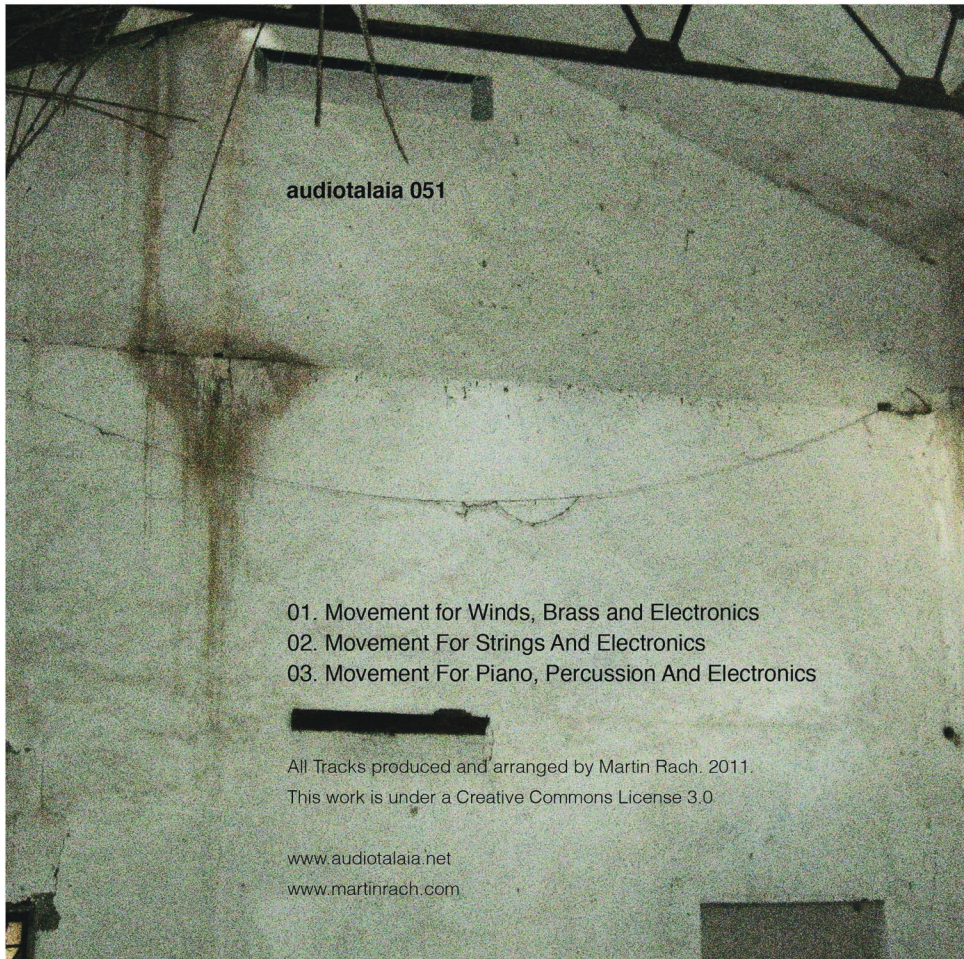 audiotalaia 051
01. Movement for Winds, Brass and Electronics
02. Movement For Strings And Electronics
03. Movement For Piano, Percussion And Electronics
All Tracks produced and arranged by Martin Rach. 2011.
This work is under a Creative Commons License 3.0
www.audiotalaia.net
www.martinrach.com